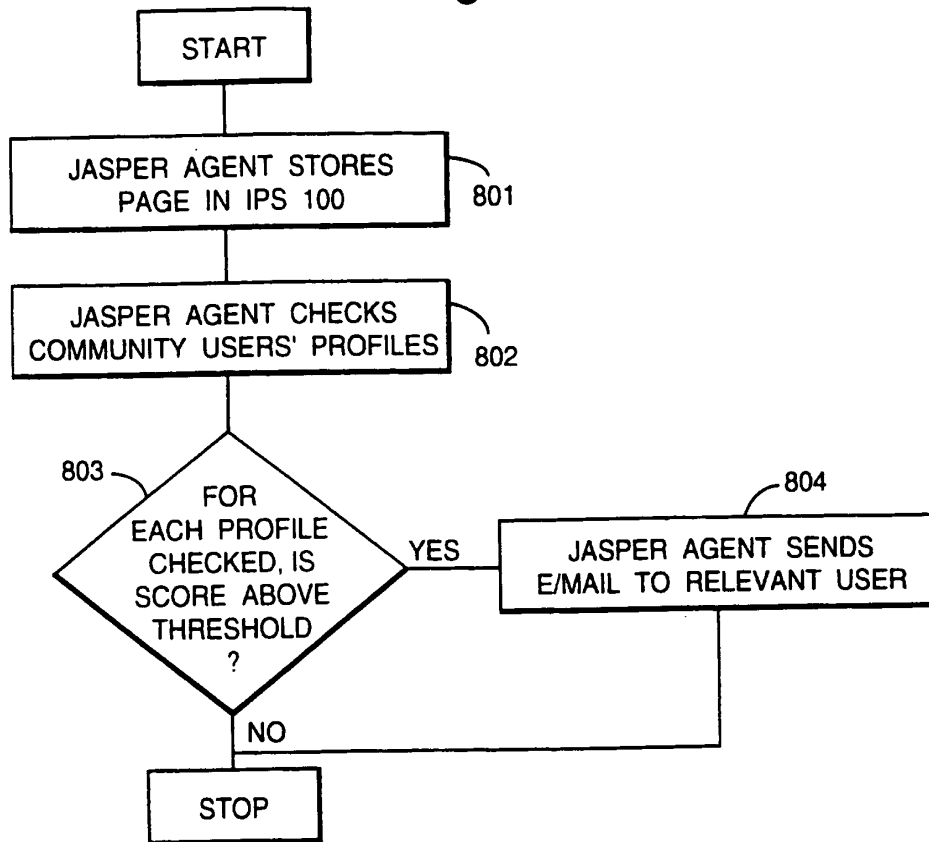 START
JASPER AGENT STORES
PAGE IN IPS 100
801
JASPER AGENT CHECKS
COMMUNITY USERS' PROFILES
802
803
FOR
EACH PROFILE
CHECKED, IS
SCORE ABOVE
THRESHOLD
?
YES
804
JASPER AGENT SENDS
E/MAIL TO RELEVANT USER
NO
STOP